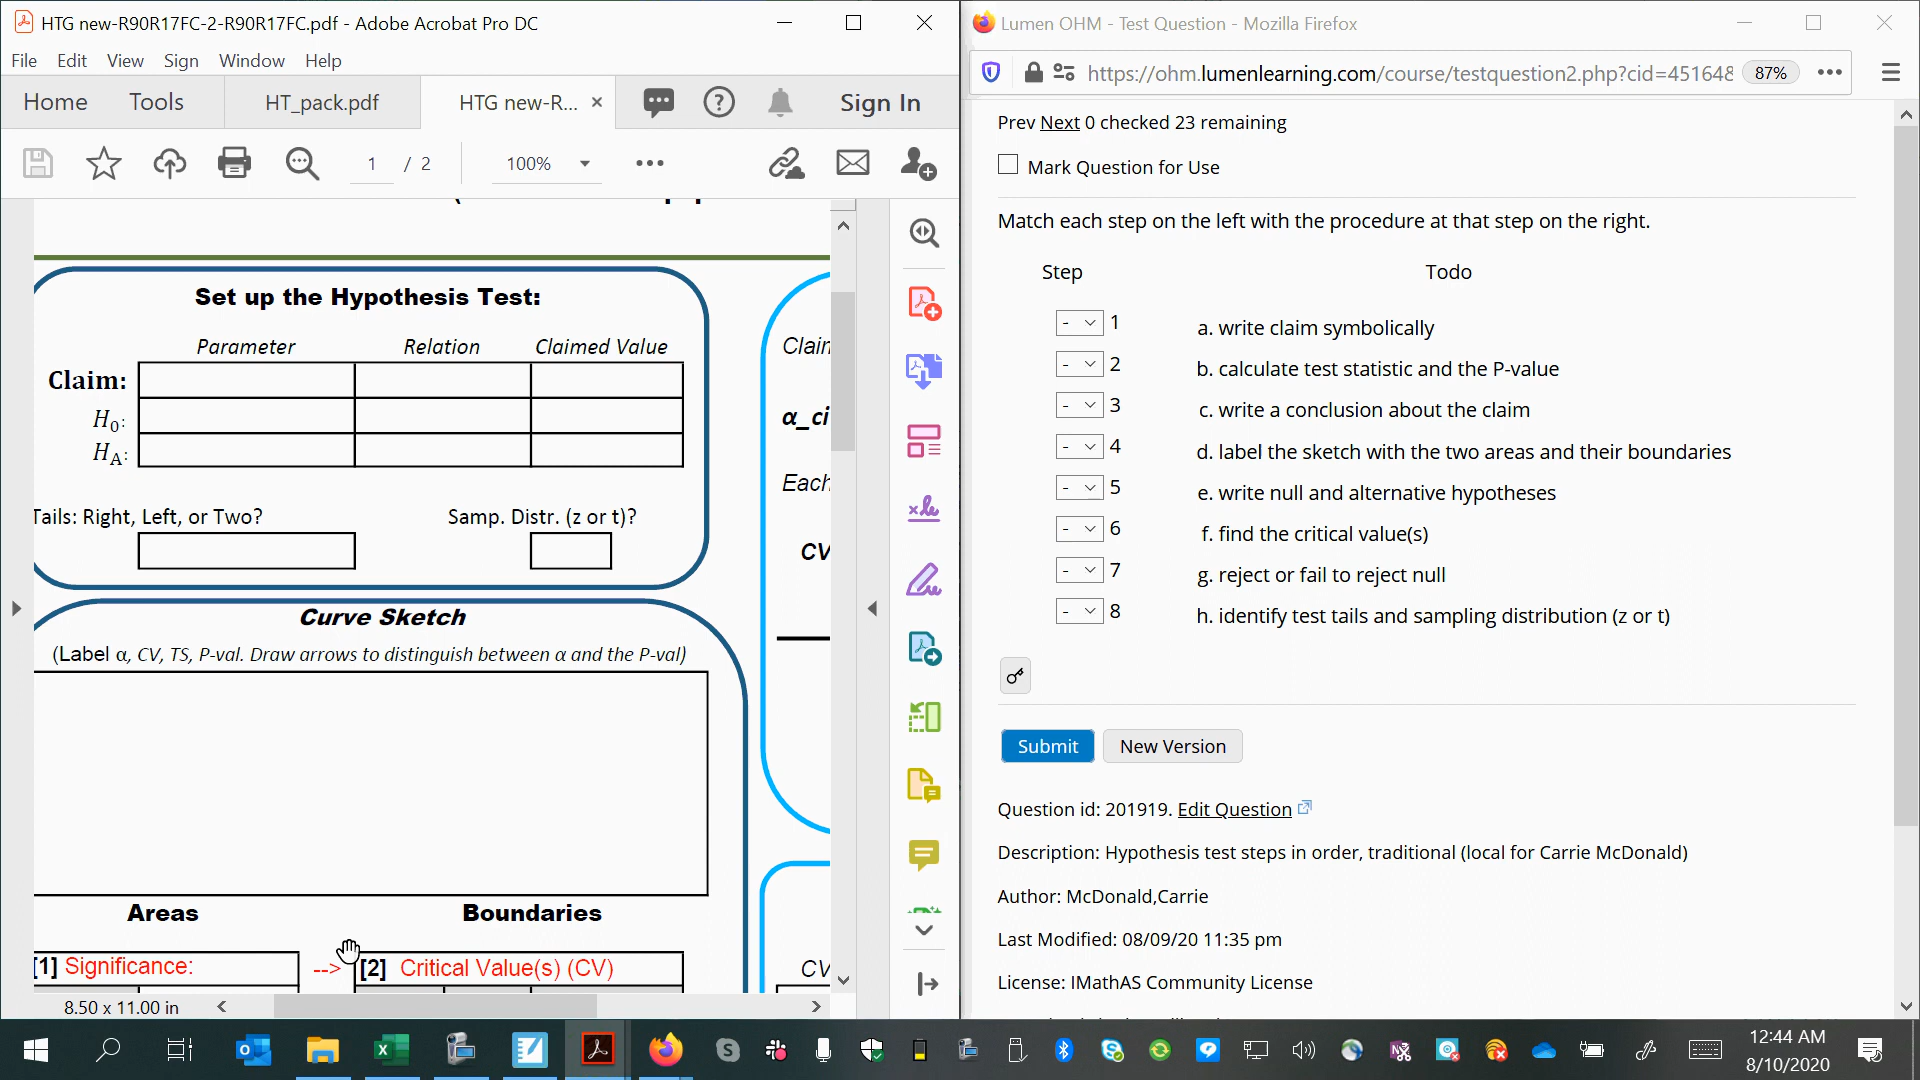 HTG new-R90R17FC-2-R90R17FC.pdf - Adobe Acrobat Pro DC
File Edit View Sign Window Help
Home Tools HT_pack.pdf HTG new-R... × Sign In
1 / 2 100%
Set up the Hypothesis Test:
Parameter Relation Claimed Value
Claim:
H0:
HA:
Tails: Right, Left, or Two? Samp. Distr. (z or t)?
Curve Sketch
(Label α, CV, TS, P-val. Draw arrows to distinguish between α and the P-val)
Areas Boundaries
[1] Significance: --> [2] Critical Value(s) (CV)
Claim
α_ci
Each
CV
CV
8.50 x 11.00 in
Lumen OHM - Test Question - Mozilla Firefox
https://ohm.lumenlearning.com/course/testquestion2.php?cid=45164& 87%
Prev Next 0 checked 23 remaining
Mark Question for Use
Match each step on the left with the procedure at that step on the right.
Step Todo
- 1 a. write claim symbolically
- 2 b. calculate test statistic and the P-value
- 3 c. write a conclusion about the claim
- 4 d. label the sketch with the two areas and their boundaries
- 5 e. write null and alternative hypotheses
- 6 f. find the critical value(s)
- 7 g. reject or fail to reject null
- 8 h. identify test tails and sampling distribution (z or t)
Submit New Version
Question id: 201919. Edit Question
Description: Hypothesis test steps in order, traditional (local for Carrie McDonald)
Author: McDonald,Carrie
Last Modified: 08/09/20 11:35 pm
License: IMathAS Community License
12:44 AM
8/10/2020